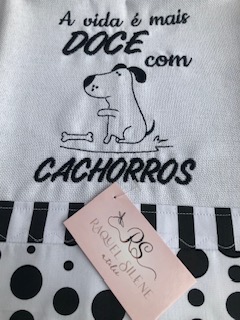 A vida é mais
DOCE com
CACHORROS
RS
RAQUEL SILENE